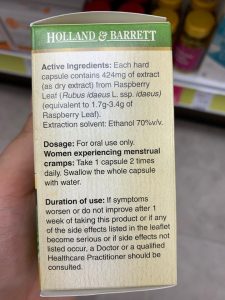 HOLLAND & BARRETT
Active Ingredients: Each hard
capsule contains 424mg of extract
(as dry extract) from Raspberry
Leaf (Rubus idaeus L. ssp. idaeus)
(equivalent to 1.7g-3.4g of
Raspberry Leaf).
Extraction solvent: Ethanol 70%v/v.
Dosage: For oral use only.
Women experiencing menstrual
cramps: Take 1 capsule 2 times
daily. Swallow the whole capsule
with water.
Duration of use: If symptoms
worsen or do not improve after 1
week of taking this product or if any
of the side effects listed in the leaflet
become serious or if side effects not
listed occur, a Doctor or a qualified
Healthcare Practitioner should be
consulted.